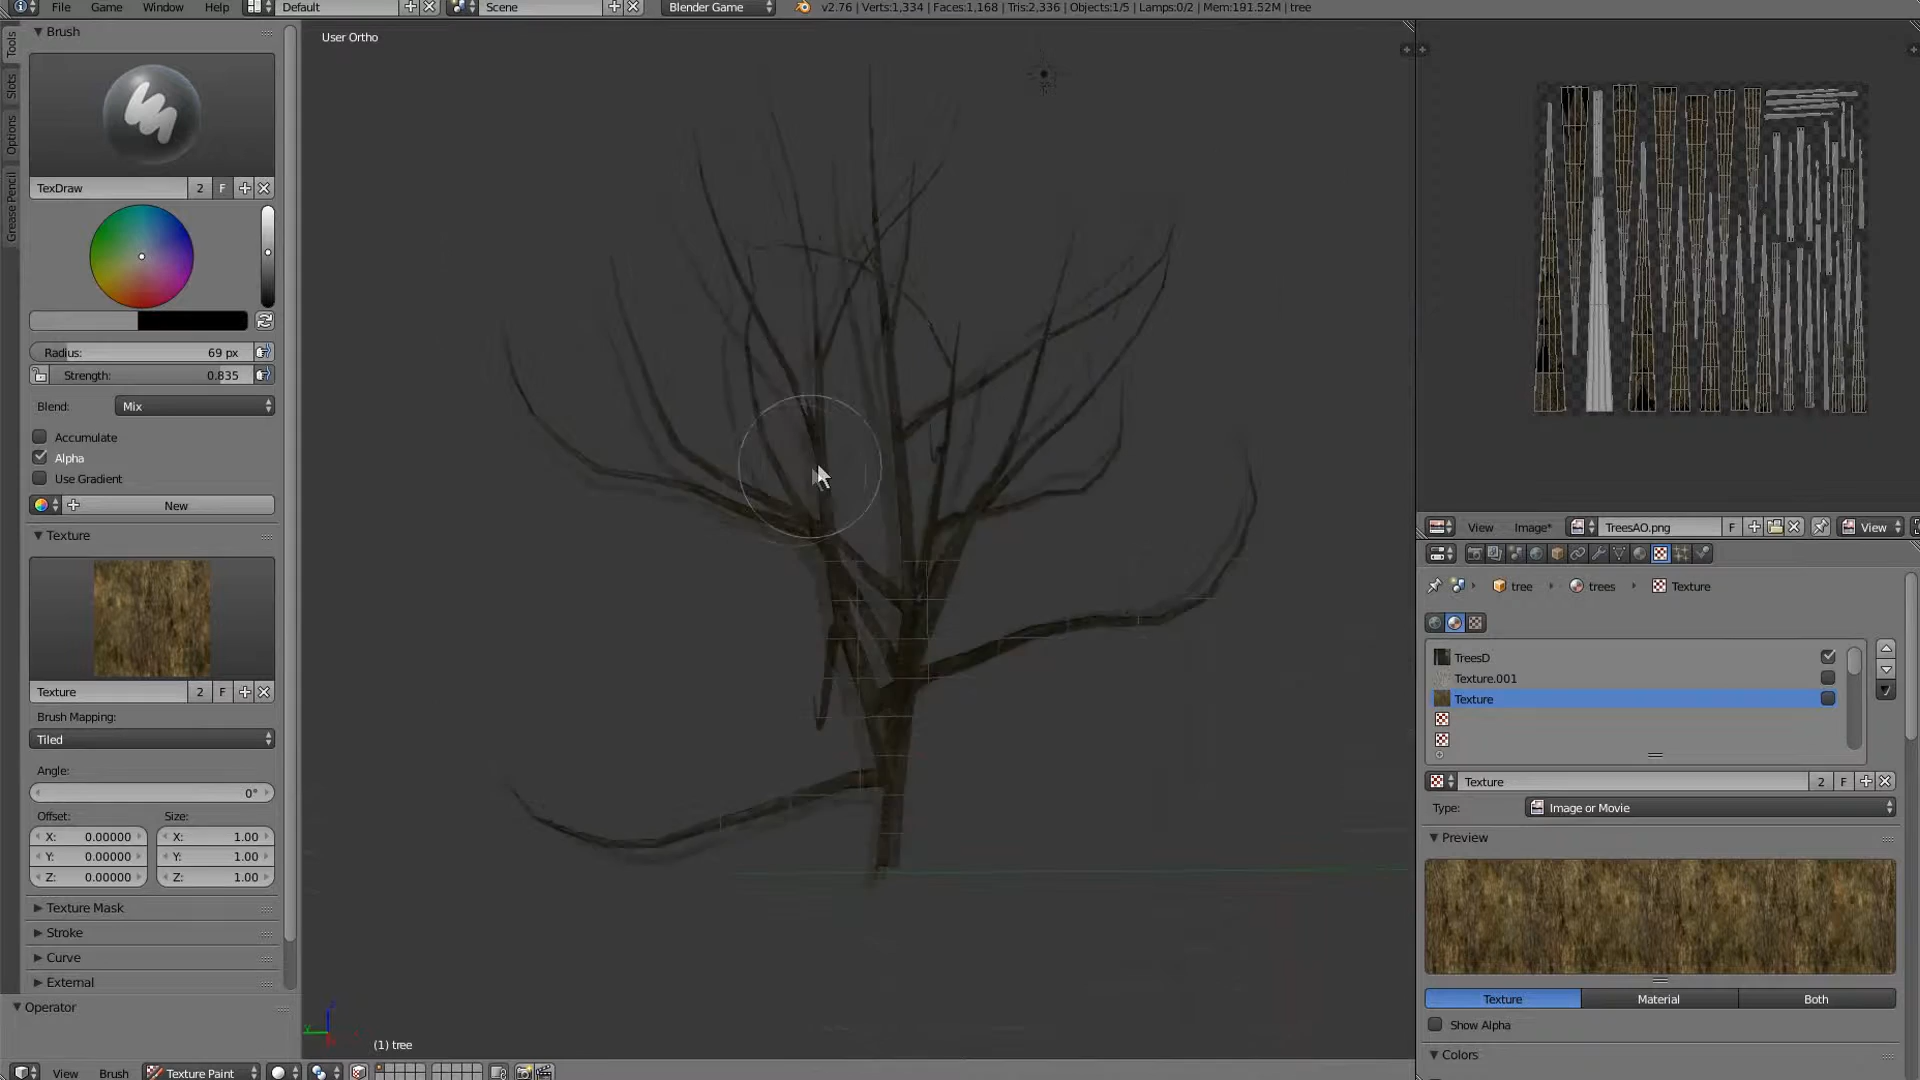 File Game Window Help Default Scene Blender Game v2.76 | Verts:1,334 | Faces:1,168 | Tris:2,336 | Objects:1/5 | Lamps:0/2 | Mem:191.52M | tree
Tools
Slots
Options
Grease Pencil
Brush
TexDraw 2 F
Radius: 69 px
Strength: 0.835
Blend: Mix
Accumulate
Alpha
Use Gradient
New
Texture
Texture 2 F
Brush Mapping:
Tiled
Angle:
0°
Offset: Size:
X: 0.00000 X: 1.00
Y: 0.00000 Y: 1.00
Z: 0.00000 Z: 1.00
Texture Mask
Stroke
Curve
External
Operator
User Ortho
(1) tree
View Brush Texture Paint
View Image* TreesAO.png F View
tree trees Texture
TreesD
Texture.001
Texture
Texture 2 F
Type: Image or Movie
Preview
Texture Material Both
Show Alpha
Colors